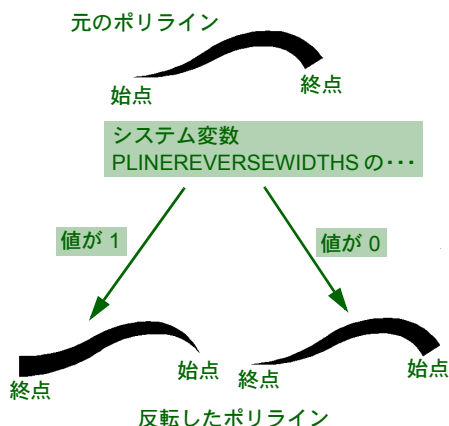 元のポリライン
始点
終点
システム変数
PLINEREVERSEWIDTHS の･･･
値が 1
値が 0
終点
始点
終点
始点
反転したポリライン